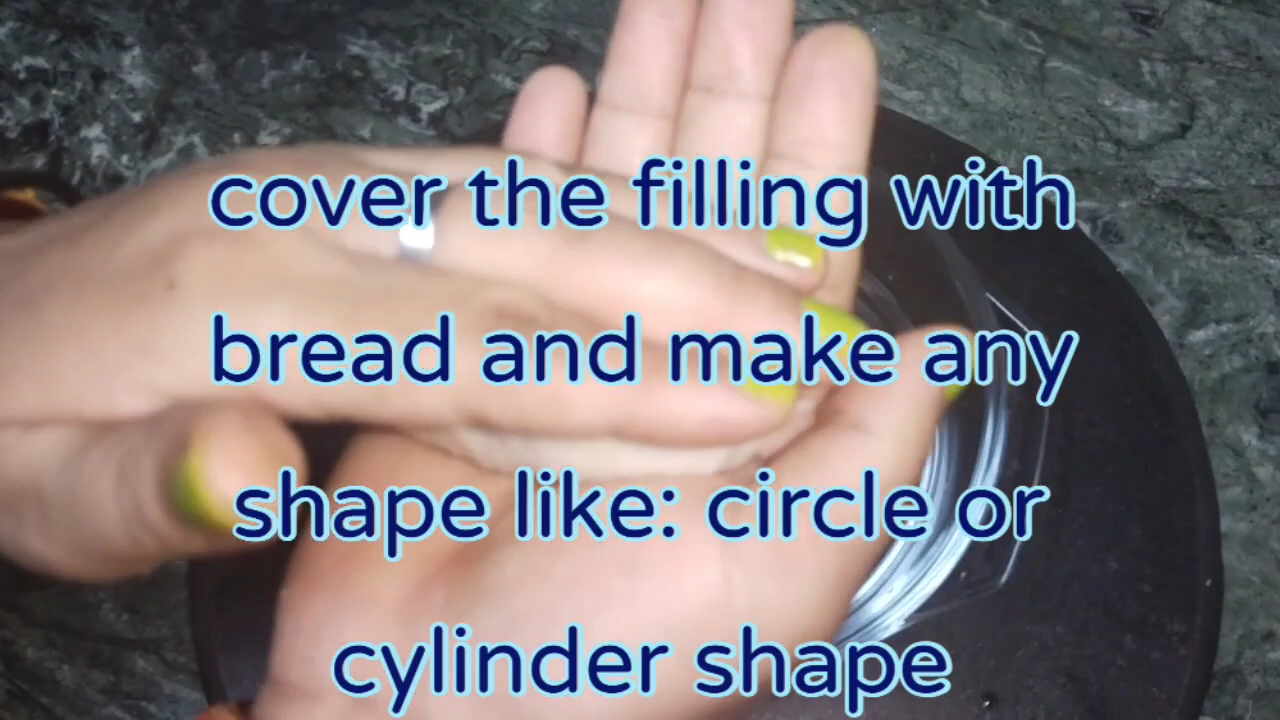 cover the filling with
bread and make any
shape like: circle or
cylinder shape